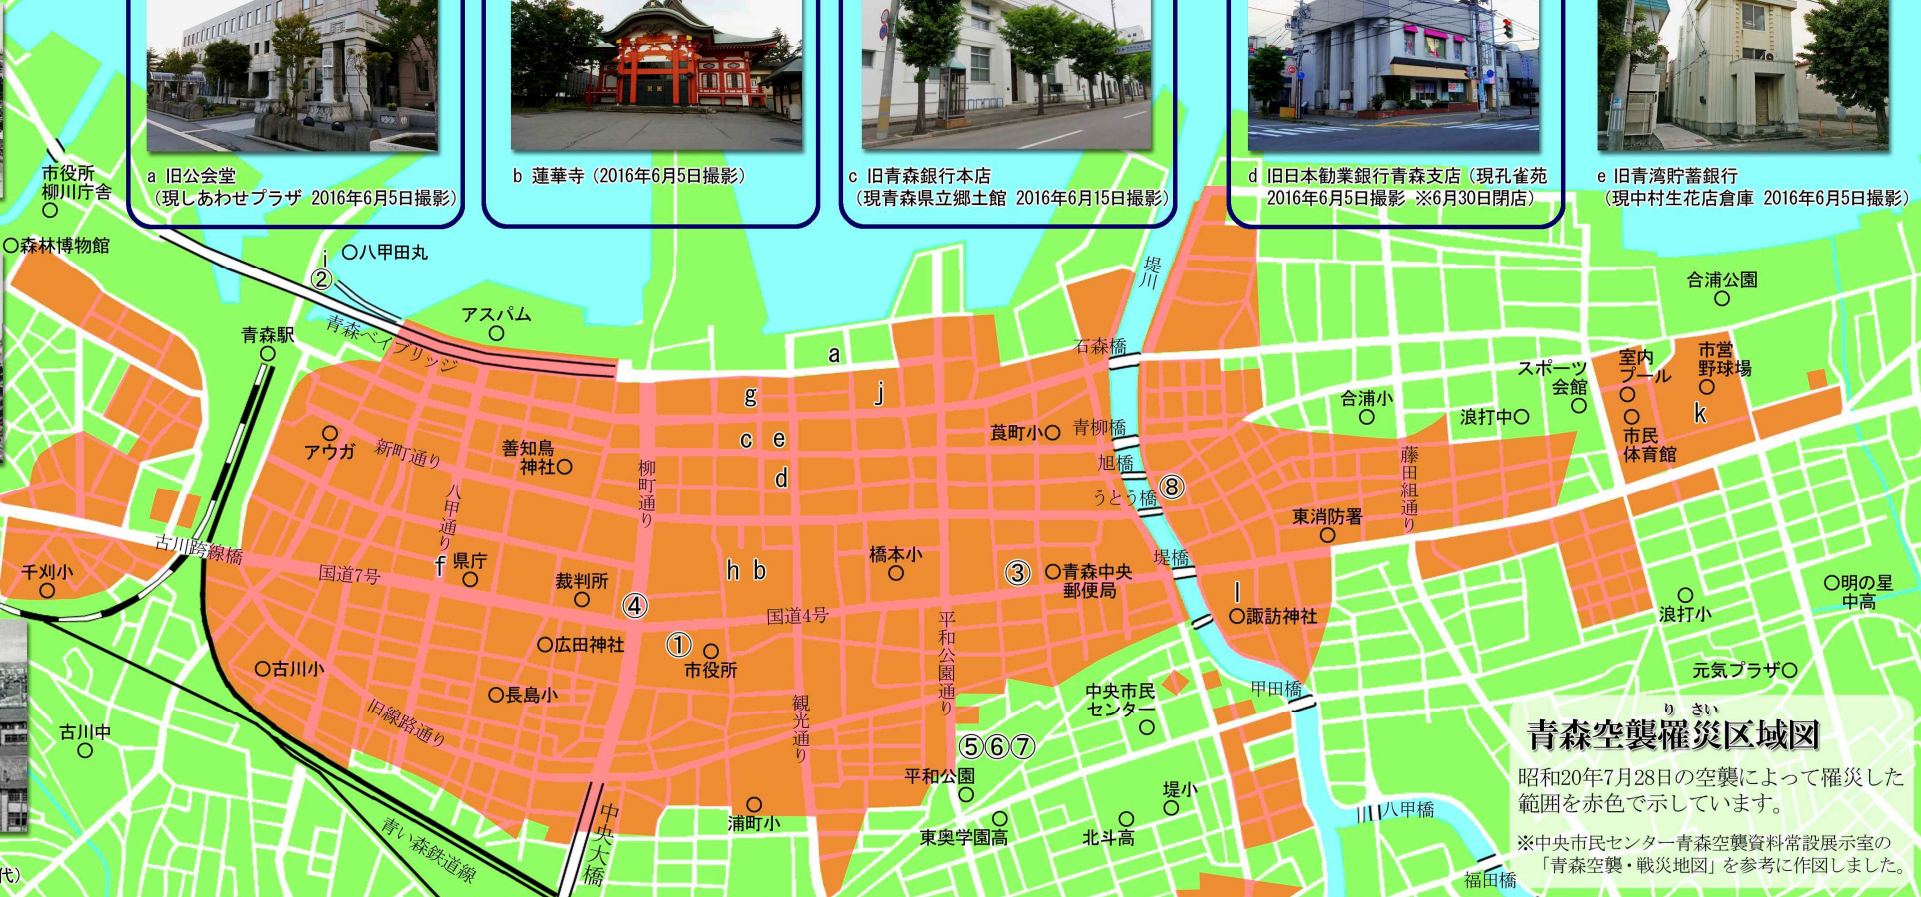 a 旧公会堂
（現しあわせプラザ 2016年6月5日撮影）
b 蓮華寺（2016年6月5日撮影）
c 旧青森銀行本店
（現青森県立郷土館 2016年6月15日撮影）
d 旧日本勧業銀行青森支店（現孔雀苑
2016年6月5日撮影 ※6月30日閉店）
e 旧青湾貯蓄銀行
（現中村生花店倉庫 2016年6月5日撮影）
市役所
柳川庁舎
森林博物館
i
②
八甲田丸
青森駅
青森ベイブリッジ
アスパム
a
g
j
c
e
d
石森橋
堤川
合浦公園
スポーツ
会館
室内
プール
市営
野球場
k
市民
体育館
合浦小
浪打中
アウガ
新町通り
善知鳥
神社
柳町通り
莨町小
青柳橋
旭橋
うとう橋
⑧
藤田組通り
東消防署
八甲通り
古川跨線橋
千刈小
国道7号
f
県庁
裁判所
④
h
b
橋本小
③
青森中央
郵便局
堤橋
l
諏訪神社
浪打小
明の星
中高
国道4号
平和公園通り
広田神社
①
市役所
古川小
長島小
旧線路通り
観光通り
中央市民
センター
甲田橋
元気プラザ
古川中
⑤⑥⑦
平和公園
堤小
浦町小
東奥学園高
北斗高
八甲橋
中央大橋
青い森鉄道線
福田橋
代）
り さい
青森空襲罹災区域図
昭和20年7月28日の空襲によって罹災した
範囲を赤色で示しています。
※中央市民センター青森空襲資料常設展示室の
「青森空襲・戦災地図」を参考に作図しました。